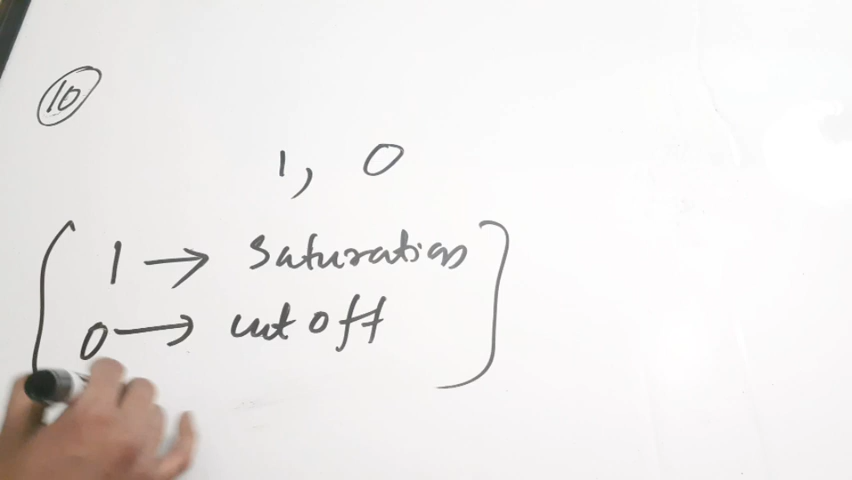 10
1, 0
1 → Saturation
0 → cut off